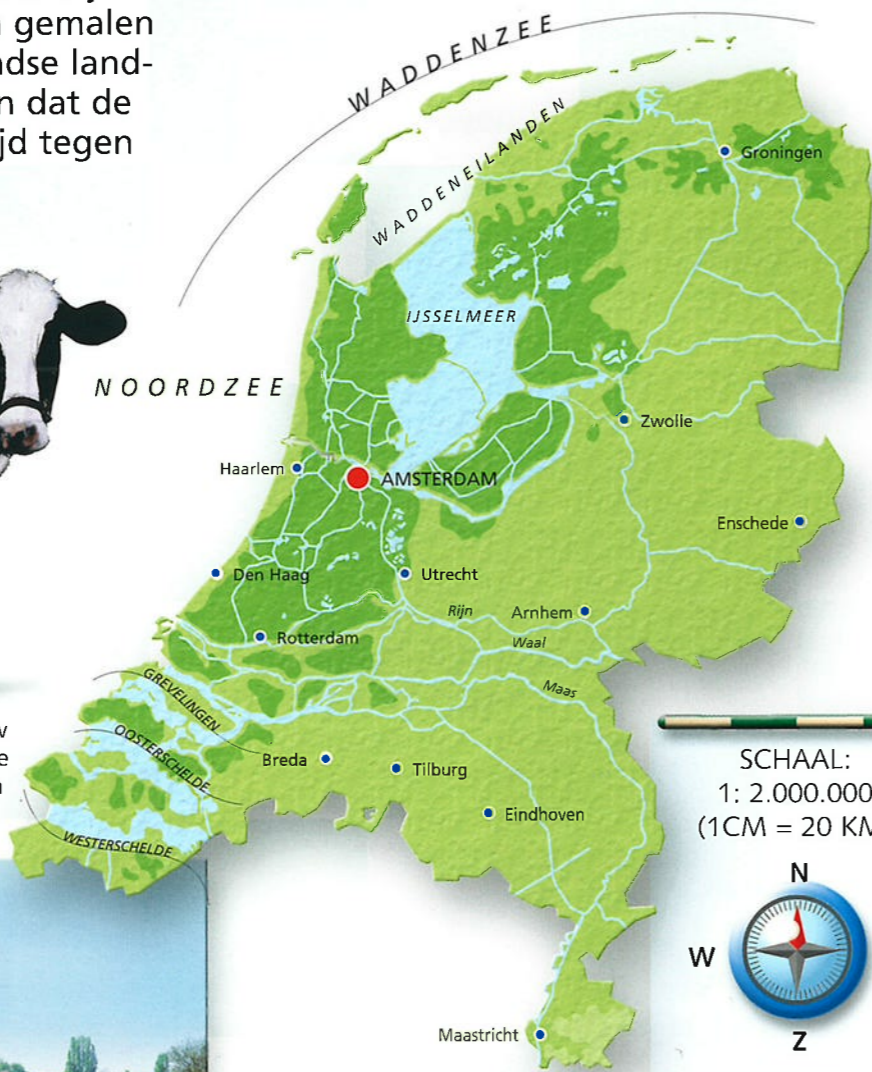 gemalen
dse land-
n dat de
jd tegen
WADDENZEE
WADDENEILANDEN
Groningen
IJSSELMEER
NOORDZEE
Zwolle
Haarlem
AMSTERDAM
Enschede
Den Haag
Utrecht
Rijn
Arnhem
Rotterdam
Waal
Maas
GREVELINGEN
OOSTERSCHELDE
Breda
Tilburg
SCHAAL:
1: 2.000.000
(1CM = 20 KM
Eindhoven
WESTERSCHELDE
N
W
Z
Maastricht